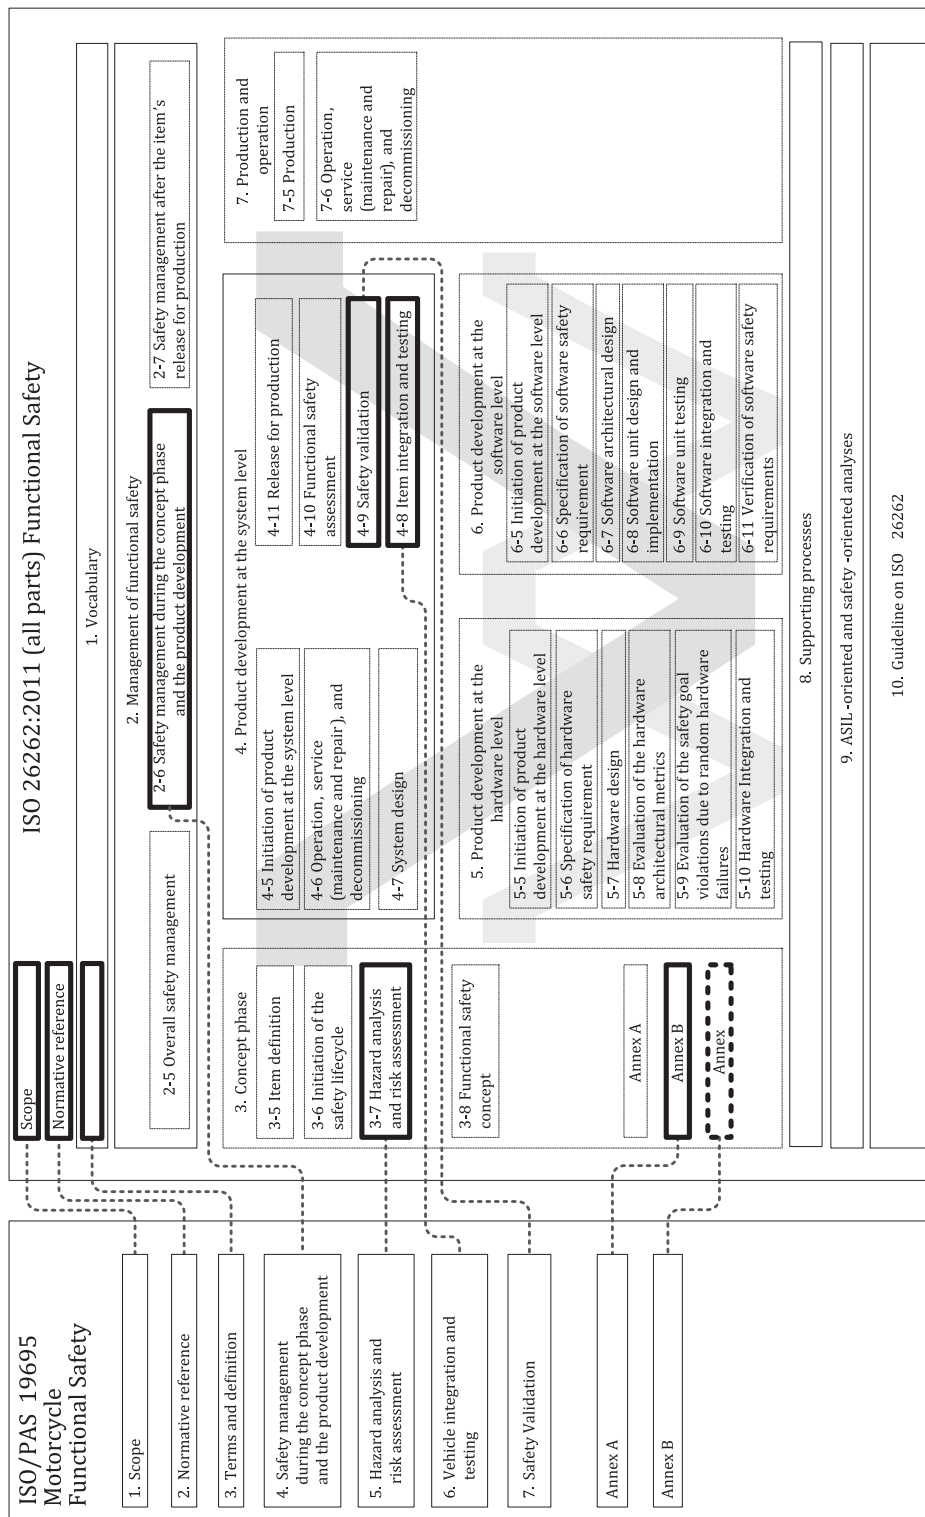 ISO/PAS 19695
Motorcycle
Functional Safety
1. Scope
2. Normative reference
3. Terms and definition
4. Safety management
during the concept phase
and the product development
5. Hazard analysis and
risk assessment
6. Vehicle integration and
testing
7. Safety Validation
Annex A
Annex B
ISO 26262:2011 (all parts) Functional Safety
Scope
Normative reference
1. Vocabulary
2. Management of functional safety
2-5 Overall safety management
2-6 Safety management during the concept phase
and the product development
2-7 Safety management after the item's
release for production
3. Concept phase
3-5 Item definition
3-6 Initiation of the
safety lifecycle
3-7 Hazard analysis
and risk assessment
3-8 Functional safety
concept
Annex A
Annex B
Annex
4. Product development at the system level
4-5 Initiation of product
development at the system level
4-6 Operation, service
(maintenance and repair ), and
decommissioning
4-7 System design
4-11 Release for production
4-10 Functional safety
assessment
4-9 Safety validation
4-8 Item integration and testing
5. Product development at the
hardware level
5-5 Initiation of product
development at the hardware level
5-6 Specification of hardware
safety requirement
5-7 Hardware design
5-8 Evaluation of the hardware
architectural metrics
5-9 Evaluation of the safety goal
violations due to random hardware
failures
5-10 Hardware Integration and
testing
6. Product development at the
software level
6-5 Initiation of product
development at the software level
6-6 Specification of software safety
requirement
6-7 Software architectural design
6-8 Software unit design and
implementation
6-9 Software unit testing
6-10 Software integration and
testing
6-11 Verification of software safety
requirements
7. Production and
operation
7-5 Production
7-6 Operation,
service
(maintenance and
repair), and
decommissioning
8. Supporting processes
9. ASIL -oriented and safety -oriented analyses
10. Guideline on ISO 26262